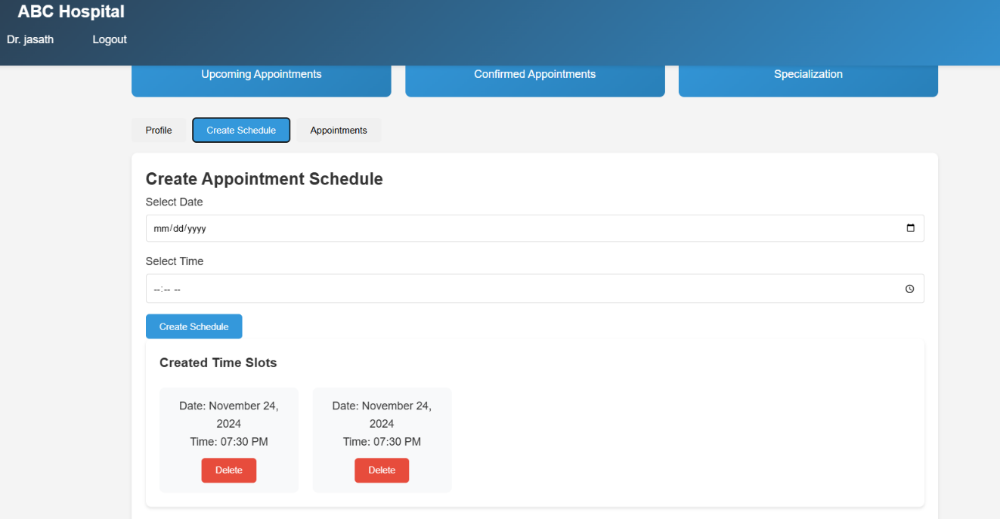 ABC Hospital
Dr. jasath Logout
Upcoming Appointments Confirmed Appointments Specialization
Profile Create Schedule Appointments
Create Appointment Schedule
Select Date
mm/dd/yyyy
Select Time
--:-- --
Create Schedule
Created Time Slots
Date: November 24,
2024
Time: 07:30 PM
Delete
Date: November 24,
2024
Time: 07:30 PM
Delete